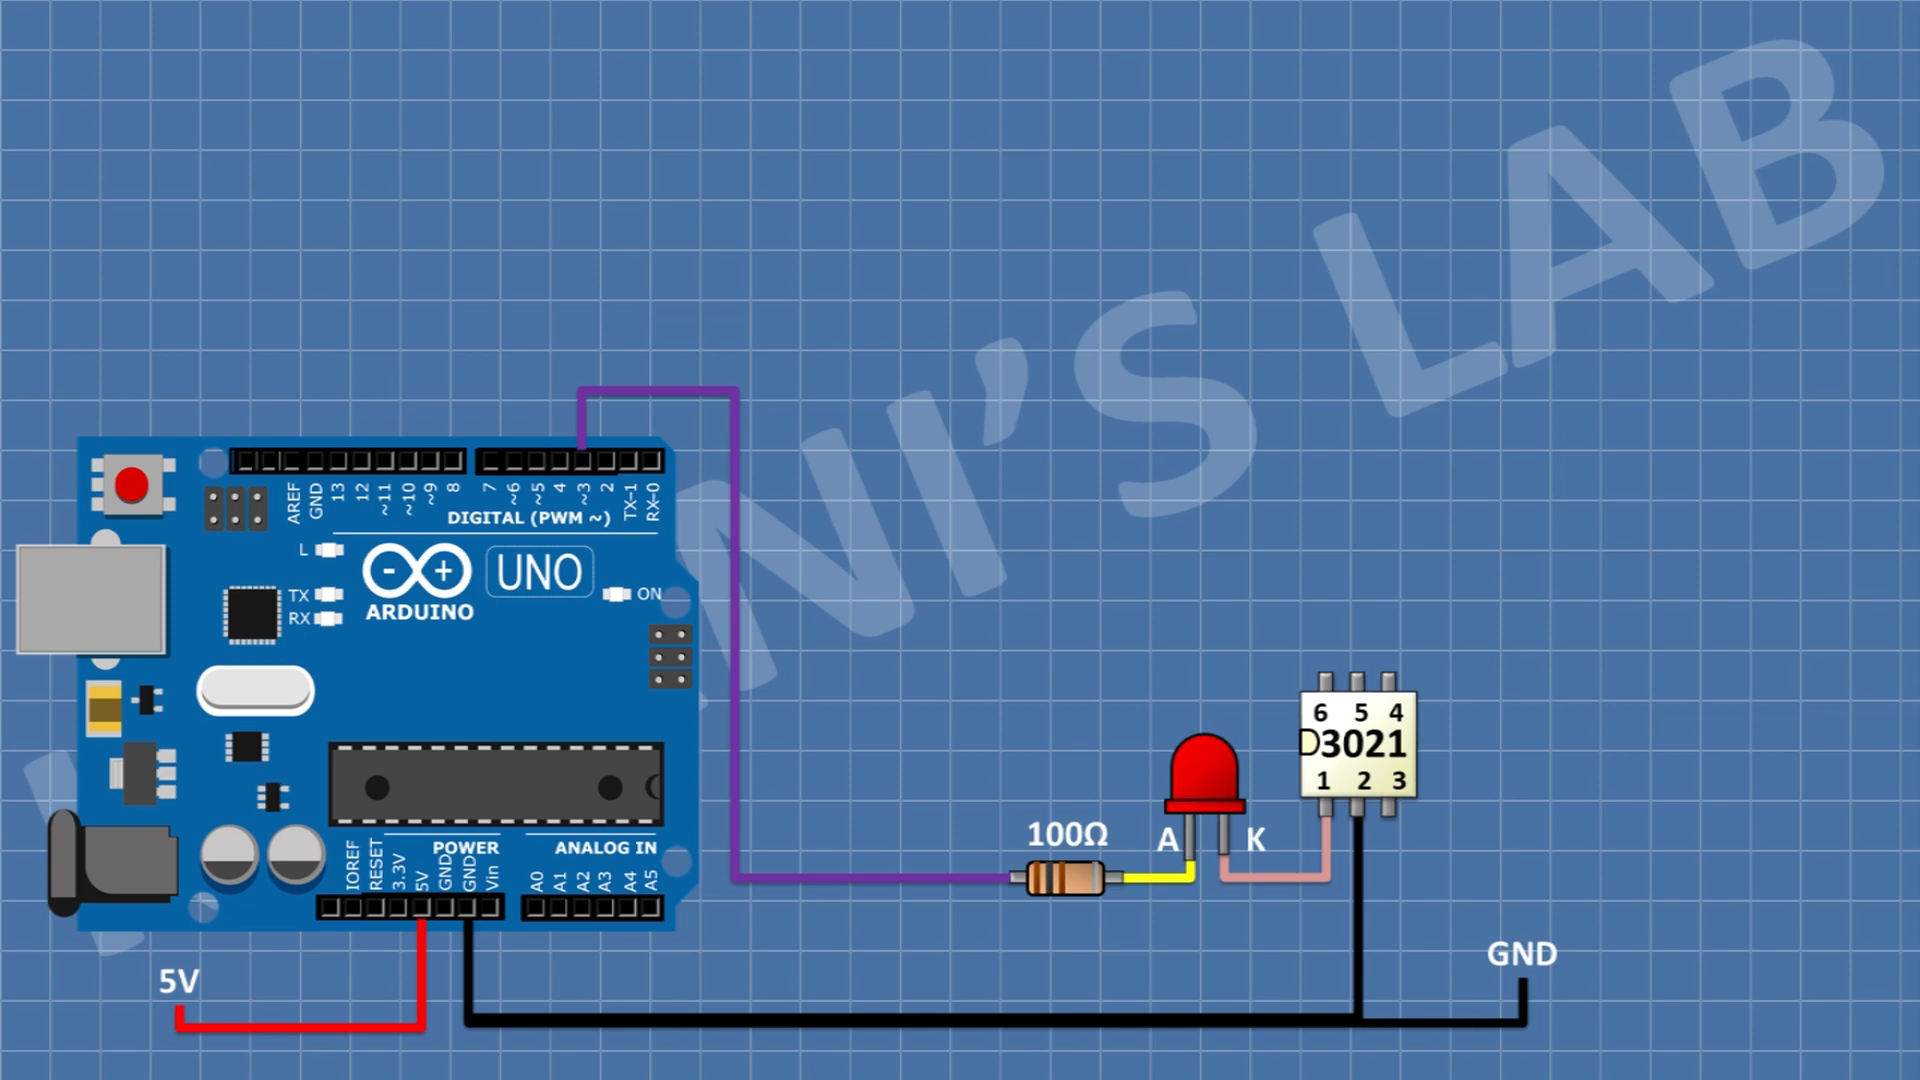 ANI'S LAB
AREF
GND
13
12
~11
~10
~9
8
7
~6
~5
4
~3
2
TX→1
RX←0
DIGITAL (PWM ~)
L
TX
RX
ARDUINO
UNO
ON
6 5 4
D3021
1 2 3
100Ω
A
K
POWER
ANALOG IN
IOREF
RESET
3.3V
5V
GND
GND
Vin
A0
A1
A2
A3
A4
A5
5V
GND